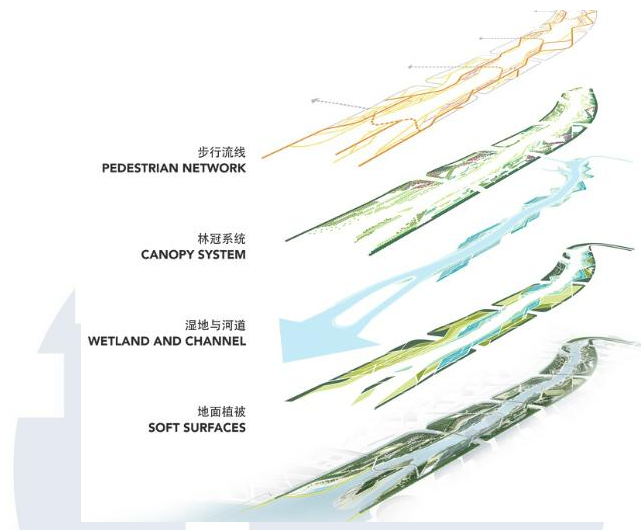 步行流线
PEDESTRIAN NETWORK
林冠系统
CANOPY SYSTEM
湿地与河道
WETLAND AND CHANNEL
地面植被
SOFT SURFACES